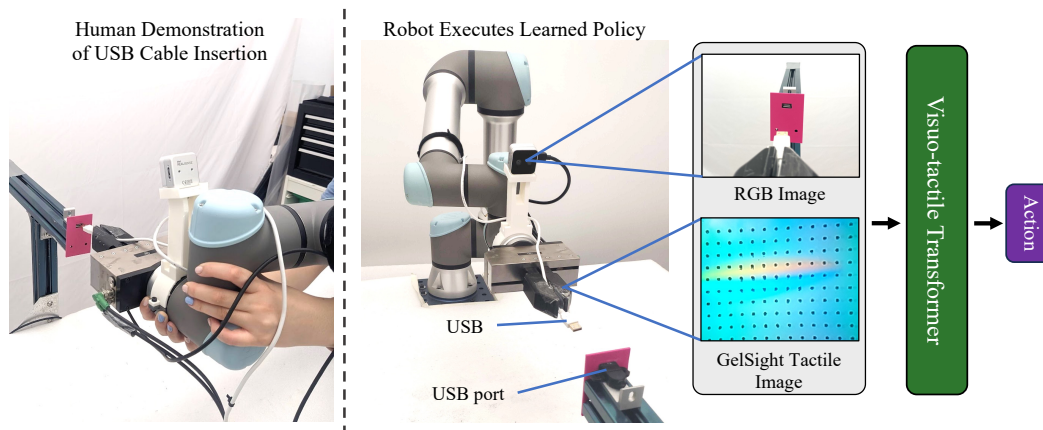 Human Demonstration
of USB Cable Insertion
Robot Executes Learned Policy
USB
USB port
RGB Image
GelSight Tactile
Image
Visuo-tactile Transformer
Action